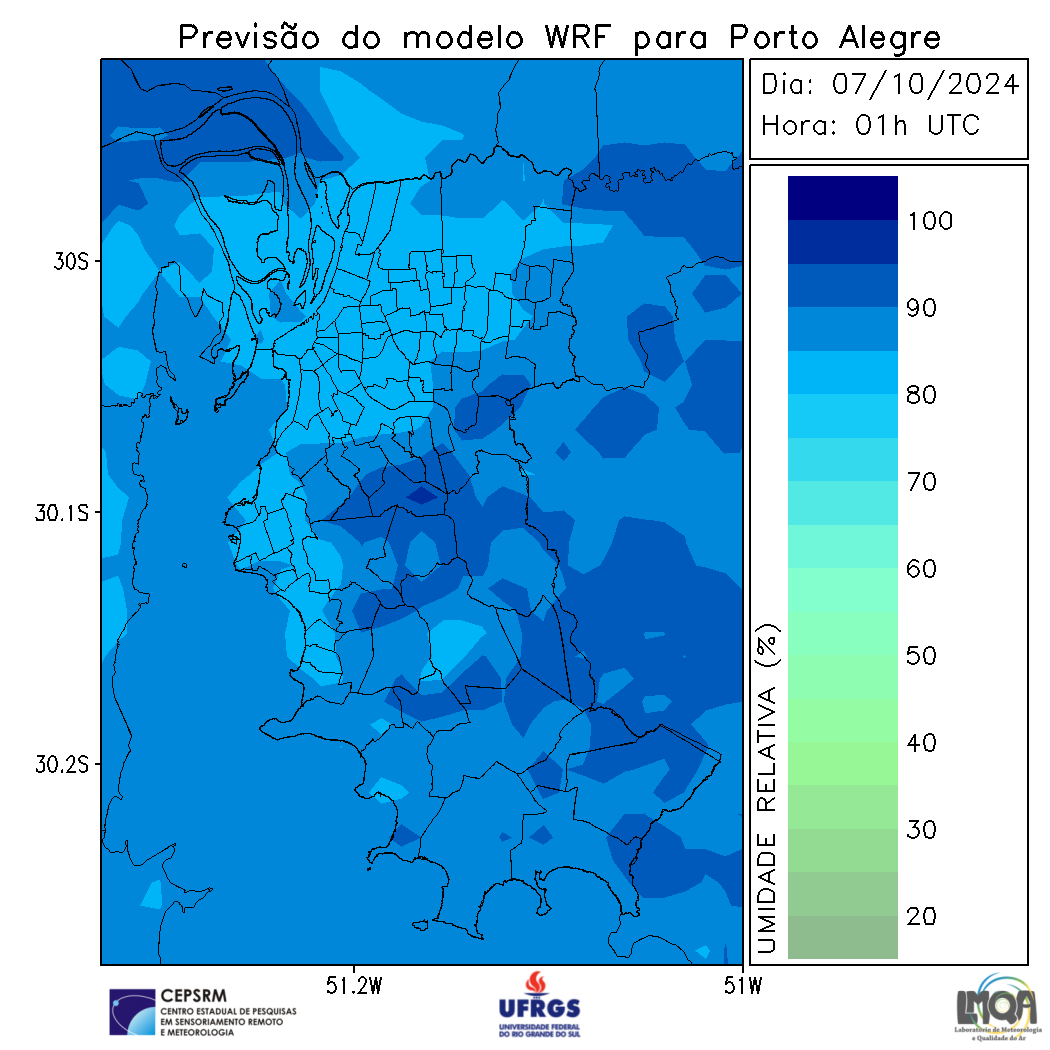 Previsão do modelo WRF para Porto Alegre
Dia: 07/10/2024
Hora: 01h UTC
30S
30.1S
30.2S
51.2W
51W
UMIDADE RELATIVA (%)
100
90
80
70
60
50
40
30
20
CEPSRM
CENTRO ESTADUAL DE PESQUISAS
EM SENSORIAMENTO REMOTO
E METEOROLOGIA
UFRGS
UNIVERSIDADE FEDERAL
DO RIO GRANDE DO SUL
LMQA
Laboratório de Meteorologia
e Qualidade do Ar